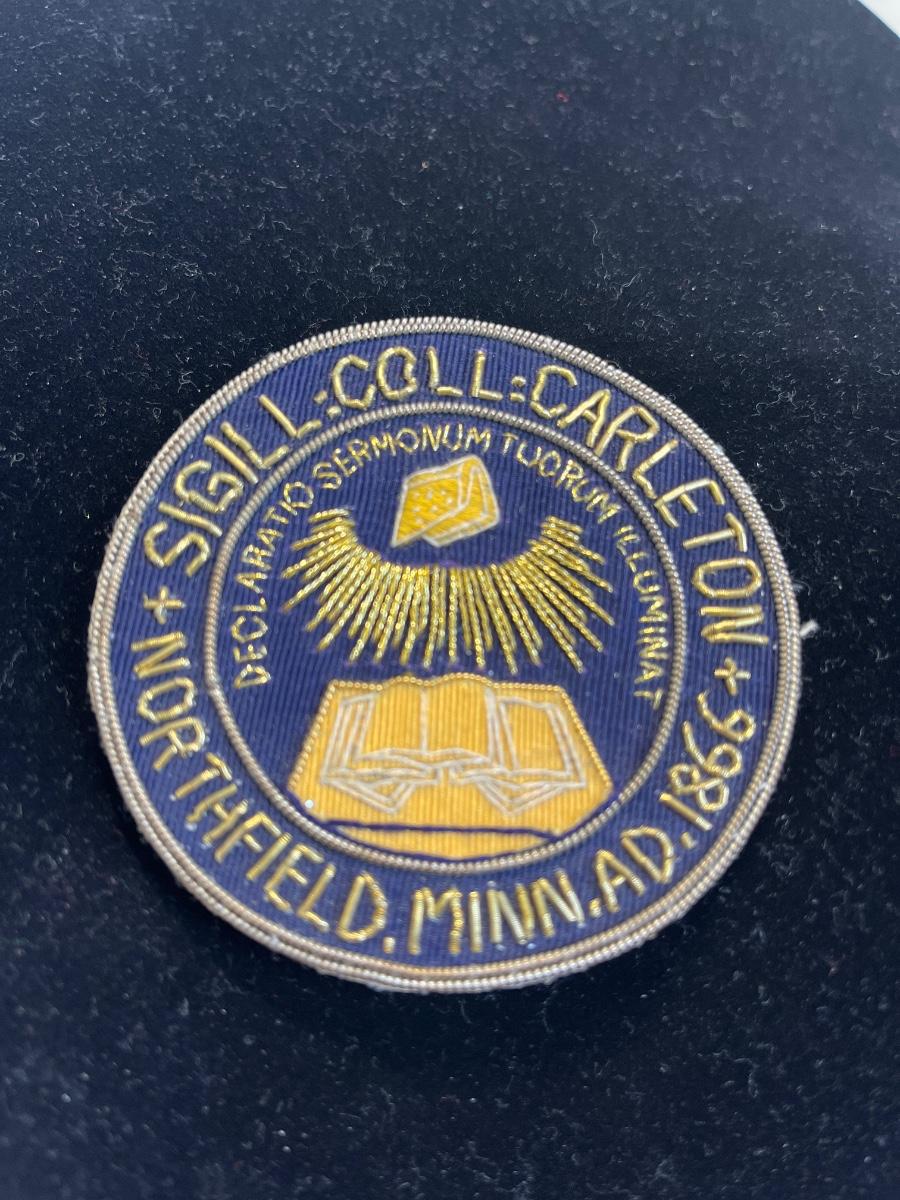 SIGILL:COLL:CARLETON
DECLARATIO SERMONUM TUORUM ILLUMINAT
+ NORTHFIELD.MINN.AD.1866 +